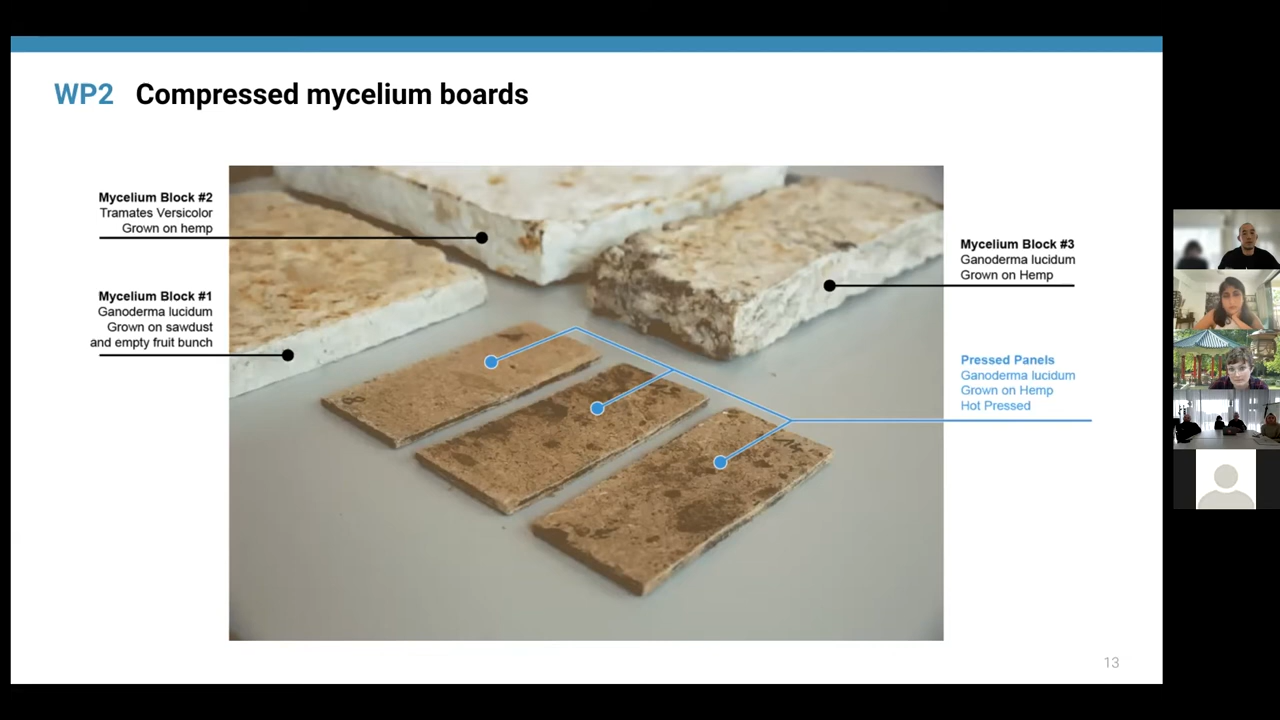 WP2 Compressed mycelium boards
Mycelium Block #2
Tramates Versicolor
Grown on hemp
Mycelium Block #1
Ganoderma lucidum
Grown on sawdust
and empty fruit bunch
Mycelium Block #3
Ganoderma lucidum
Grown on Hemp
Pressed Panels
Ganoderma lucidum
Grown on Hemp
Hot Pressed
8
14
13